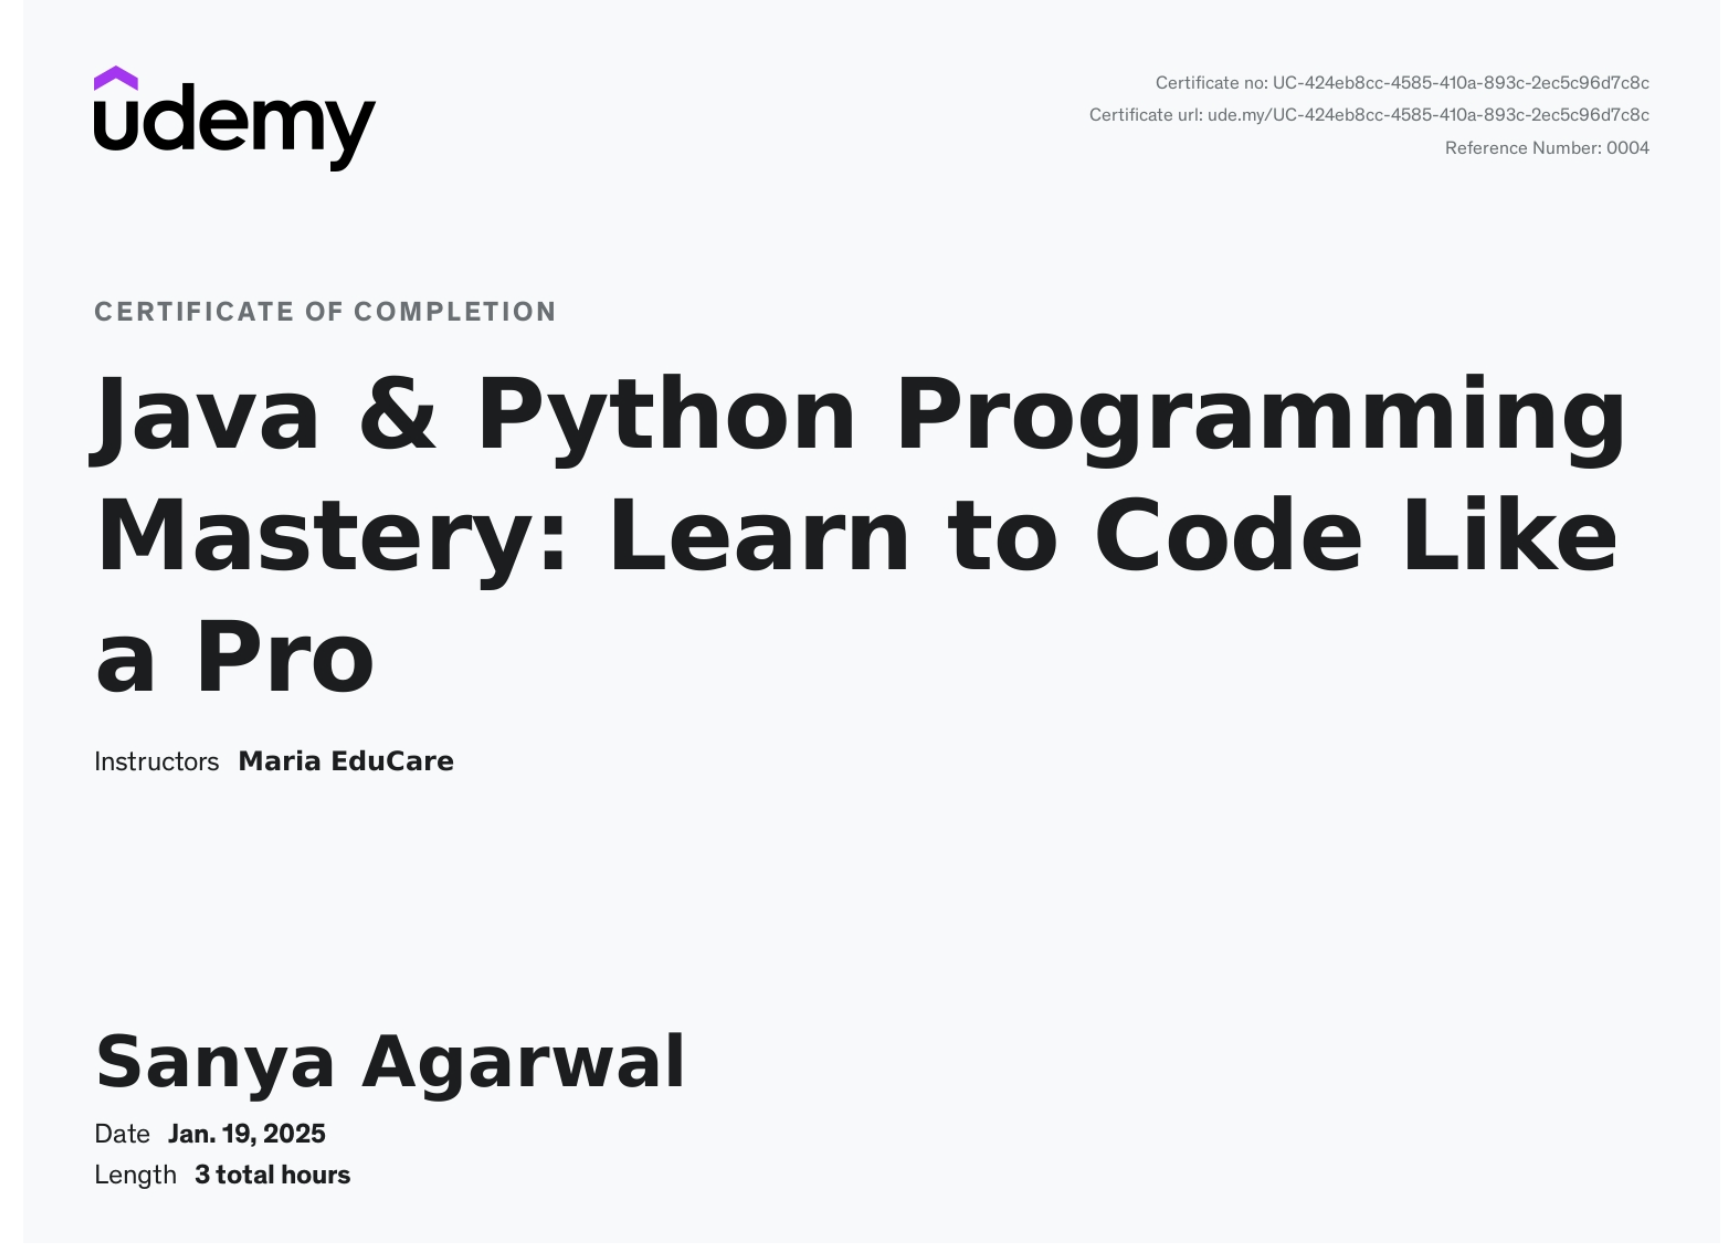 udemy
Certificate no: UC-424eb8cc-4585-410a-893c-2ec5c96d7c8c
Certificate url: ude.my/UC-424eb8cc-4585-410a-893c-2ec5c96d7c8c
Reference Number: 0004
CERTIFICATE OF COMPLETION
Java & Python Programming
Mastery: Learn to Code Like
a Pro
Instructors Maria EduCare
Sanya Agarwal
Date Jan. 19, 2025
Length 3 total hours